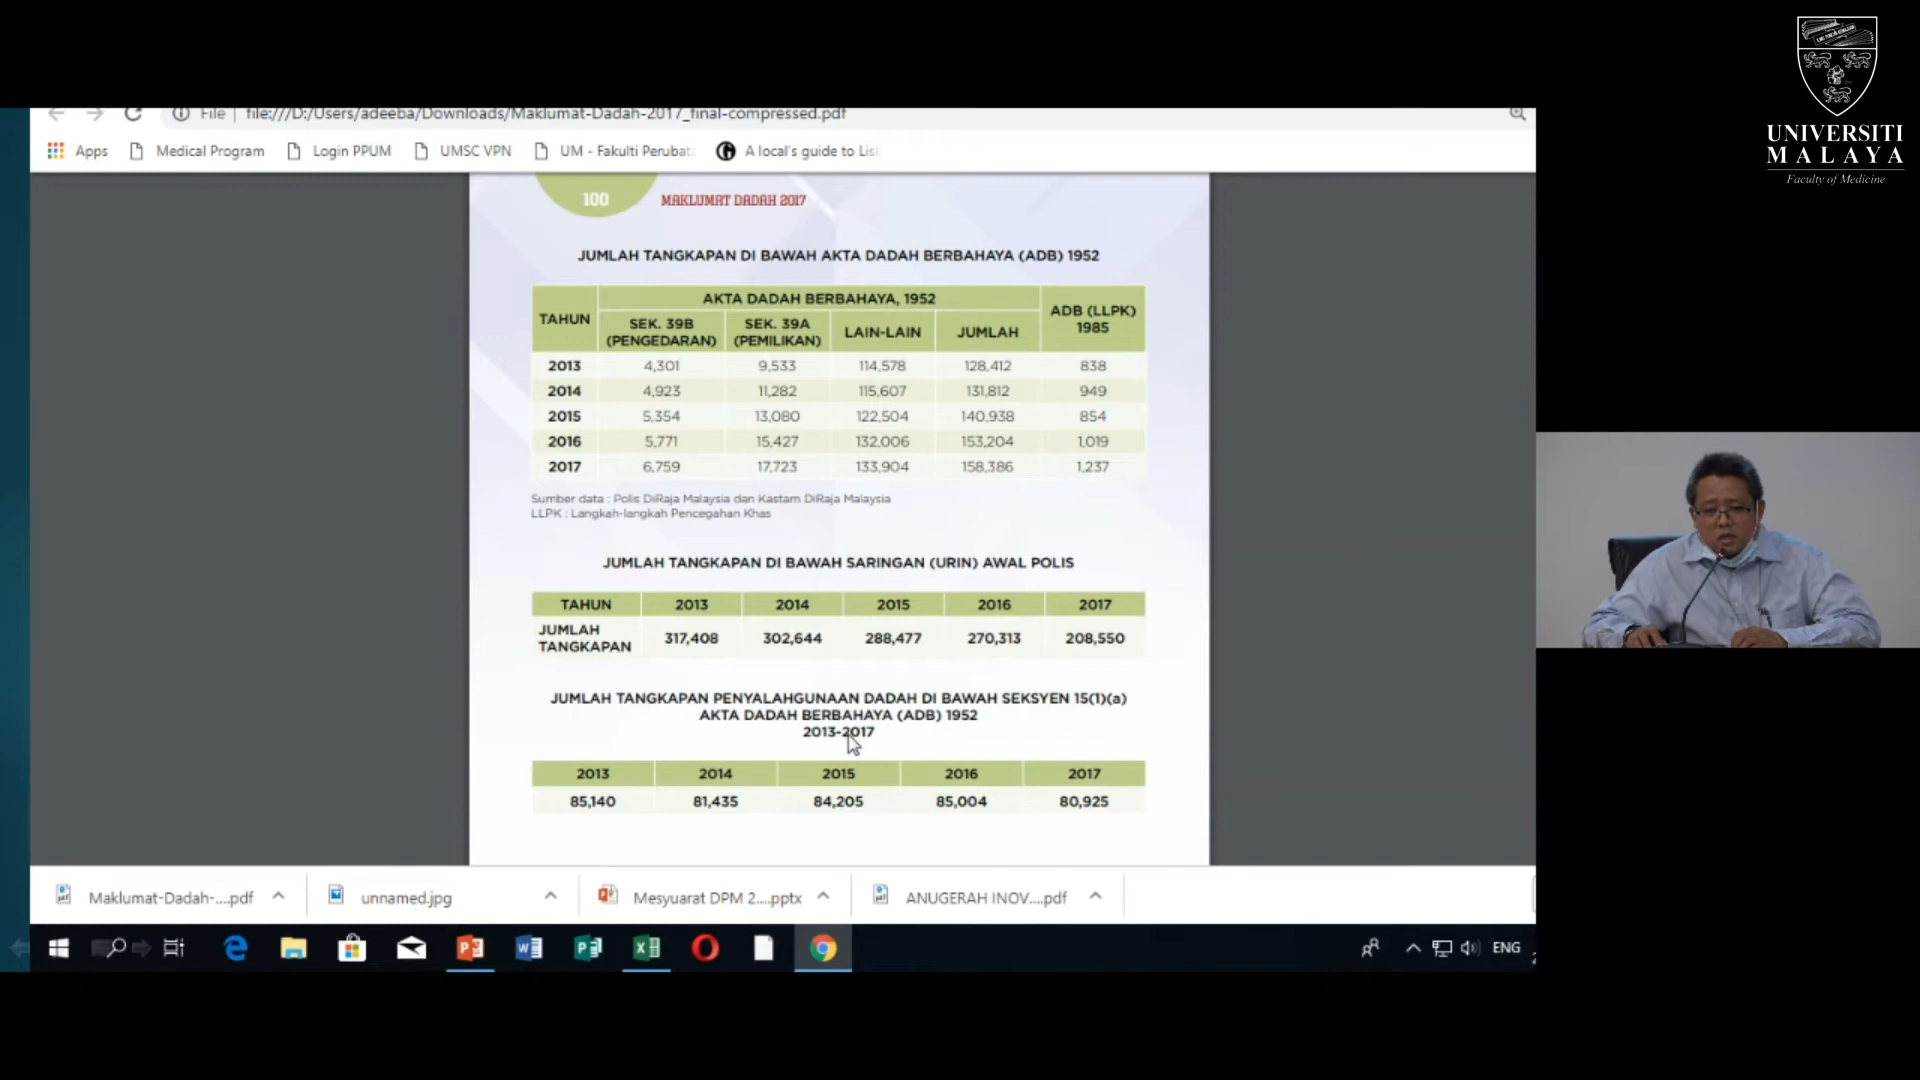 UNIVERSITI
MALAYA
Faculty of Medicine
File | file:///D:/Users/adeeba/Downloads/Maklumat-Dadah-2017_final-compressed.pdf
Apps Medical Program Login PPUM UMSC VPN UM - Fakulti Perubat A local's guide to Lis
100 MAKLUMAT DADAH 2017
JUMLAH TANGKAPAN DI BAWAH AKTA DADAH BERBAHAYA (ADB) 1952
TAHUN AKTA DADAH BERBAHAYA, 1952 ADB (LLPK) 1985
SEK. 39B (PENGEDARAN) SEK. 39A (PEMILIKAN) LAIN-LAIN JUMLAH
2013 4,301 9,533 114,578 128,412 838
2014 4,923 11,282 115,607 131,812 949
2015 5,354 13,080 122,504 140,938 854
2016 5,771 15,427 132,006 153,204 1,019
2017 6,759 17,723 133,904 158,386 1,237
Sumber data : Polis DiRaja Malaysia dan Kastam DiRaja Malaysia
LLPK : Langkah-langkah Pencegahan Khas
JUMLAH TANGKAPAN DI BAWAH SARINGAN (URIN) AWAL POLIS
TAHUN 2013 2014 2015 2016 2017
JUMLAH TANGKAPAN 317,408 302,644 288,477 270,313 208,550
JUMLAH TANGKAPAN PENYALAHGUNAAN DADAH DI BAWAH SEKSYEN 15(1)(a)
AKTA DADAH BERBAHAYA (ADB) 1952
2013-2017
2013 2014 2015 2016 2017
85,140 81,435 84,205 85,004 80,925
Maklumat-Dadah-....pdf unnamed.jpg Mesyuarat DPM 2....pptx ANUGERAH INOV....pdf
ENG